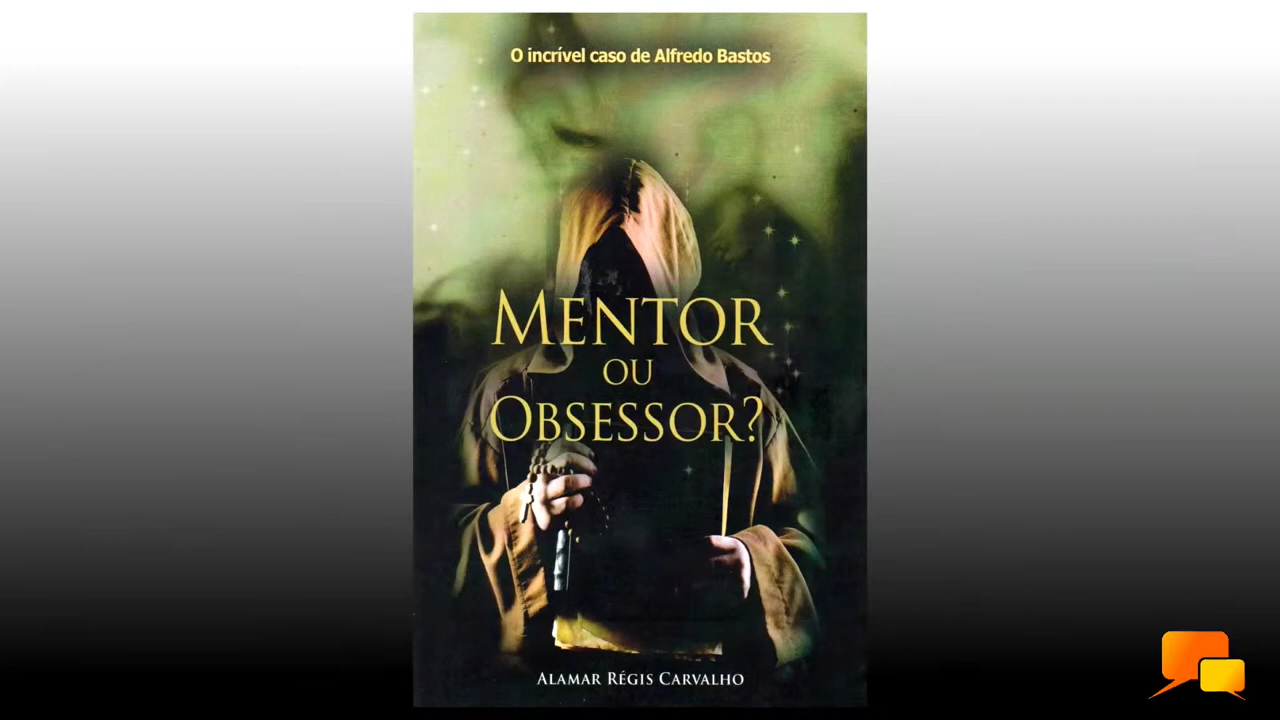 O incrível caso de Alfredo Bastos
MENTOR
OU
OBSESSOR?
ALAMAR RÉGIS CARVALHO